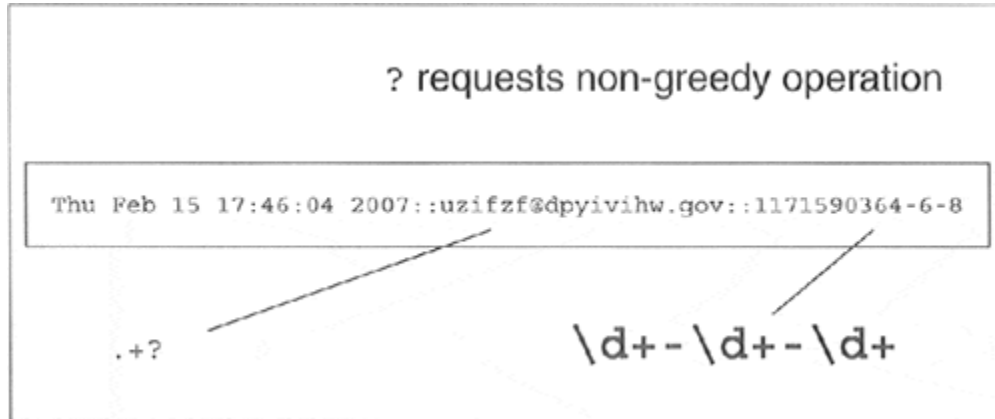 ? requests non-greedy operation
Thu Feb 15 17:46:04 2007::uzifzf@dpyivihw.gov::1171590364-6-8
.+?
\d+-\d+-\d+